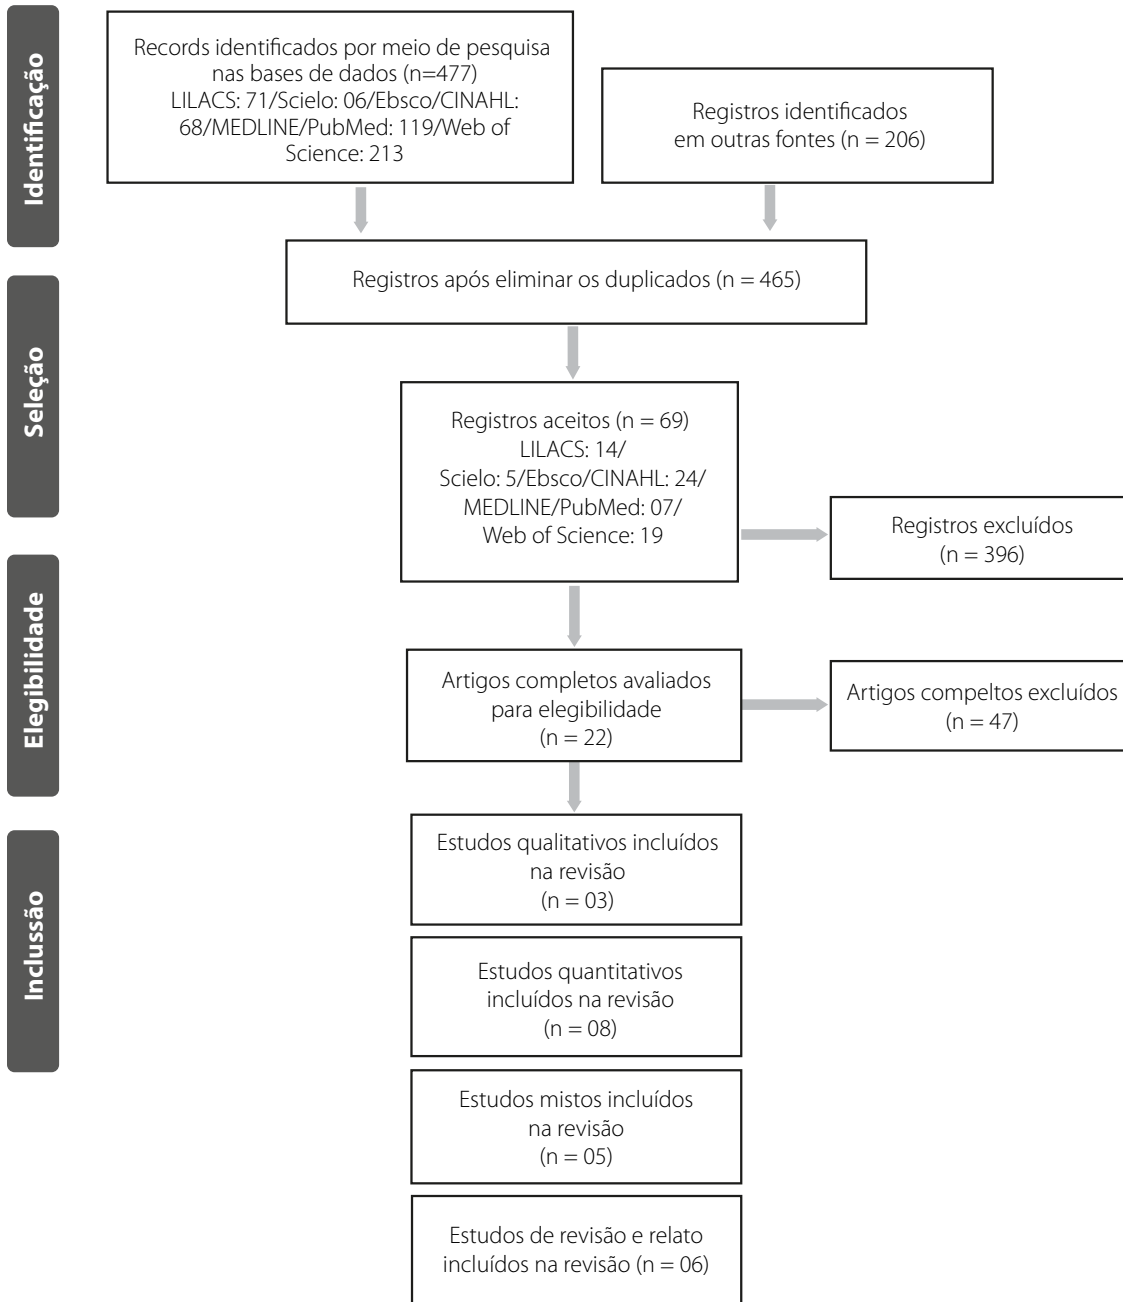 Identificação
Records identificados por meio de pesquisa
nas bases de dados (n=477)
LILACS: 71/Scielo: 06/Ebsco/CINAHL:
68/MEDLINE/PubMed: 119/Web of
Science: 213
Registros identificados
em outras fontes (n = 206)
Registros após eliminar os duplicados (n = 465)
Seleção
Registros aceitos (n = 69)
LILACS: 14/
Scielo: 5/Ebsco/CINAHL: 24/
MEDLINE/PubMed: 07/
Web of Science: 19
Registros excluídos
(n = 396)
Elegibilidade
Artigos completos avaliados
para elegibilidade
(n = 22)
Artigos compeltos excluídos
(n = 47)
Inclussão
Estudos qualitativos incluídos
na revisão
(n = 03)
Estudos quantitativos
incluídos na revisão
(n = 08)
Estudos mistos incluídos
na revisão
(n = 05)
Estudos de revisão e relato
incluídos na revisão (n = 06)